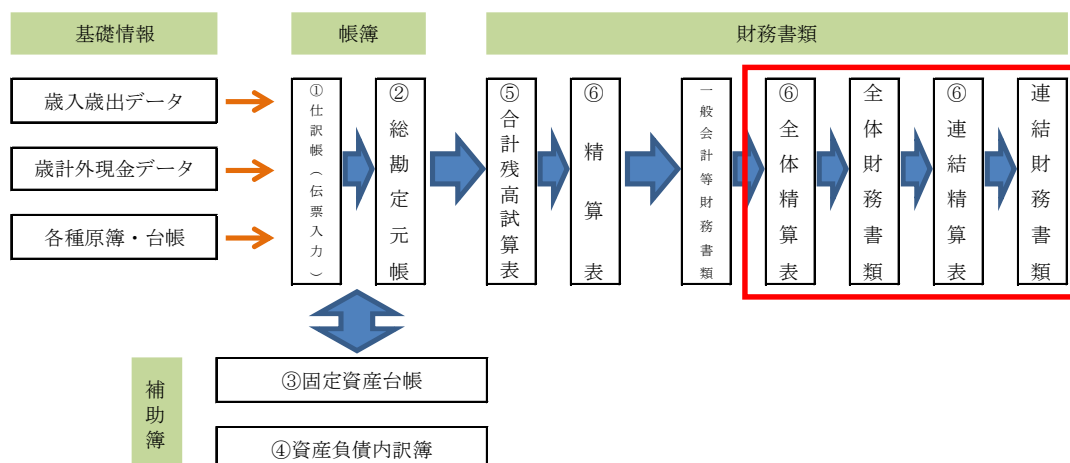 基礎情報
帳簿
財務書類
歳入歳出データ
歳計外現金データ
各種原簿・台帳
①仕訳帳（伝票入力）
②総勘定元帳
⑤合計残高試算表
⑥精算表
一般会計等財務書類
⑥全体精算表
全体財務書類
⑥連結精算表
連結財務書類
補助簿
③固定資産台帳
④資産負債内訳簿